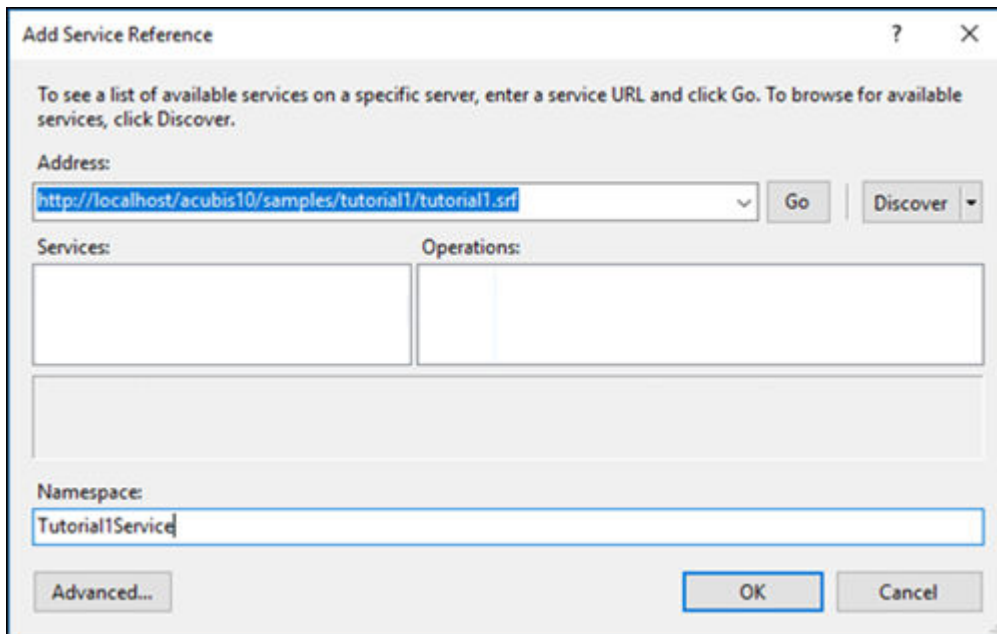 Add Service Reference
To see a list of available services on a specific server, enter a service URL and click Go. To browse for available
services, click Discover.
Address:
http://localhost/acubis10/samples/tutorial1/tutorial1.srf
Go
Discover
Services:
Operations:
Namespace:
Tutorial1Service
Advanced...
OK
Cancel